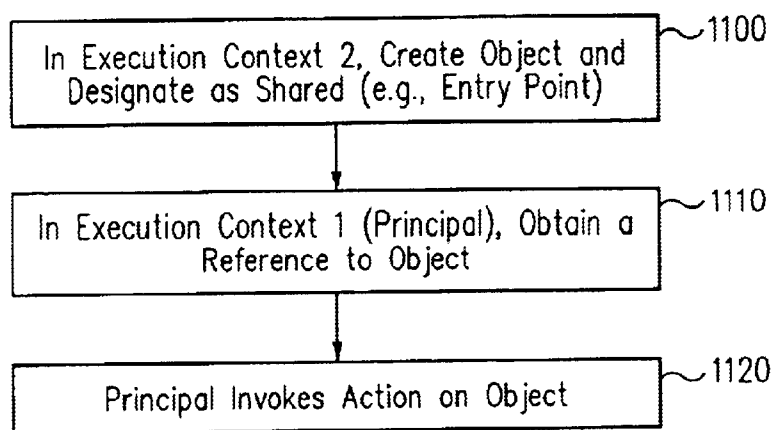 1100
In Execution Context 2, Create Object and
Designate as Shared (e.g., Entry Point)
1110
In Execution Context 1 (Principal), Obtain a
Reference to Object
1120
Principal Invokes Action on Object